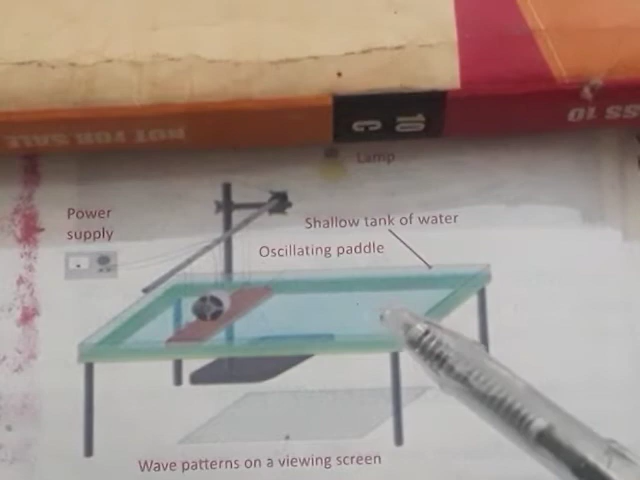 NOT FOR SALE
10
C
SS 10
Lamp
Power
supply
Shallow tank of water
Oscillating paddle
Wave patterns on a viewing screen